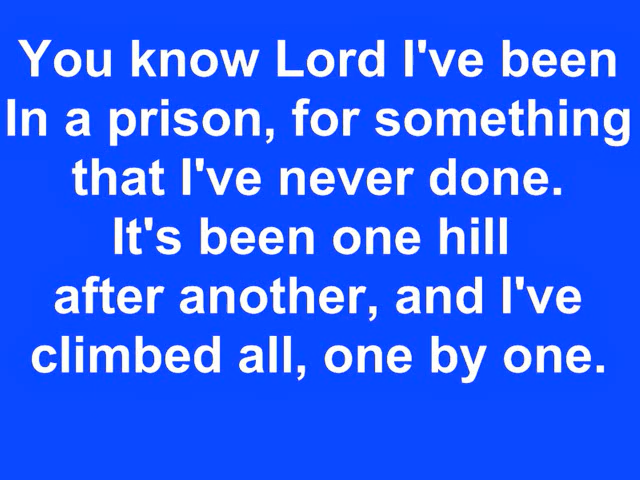 You know Lord I've been
In a prison, for something
that I've never done.
It's been one hill
after another, and I've
climbed all, one by one.